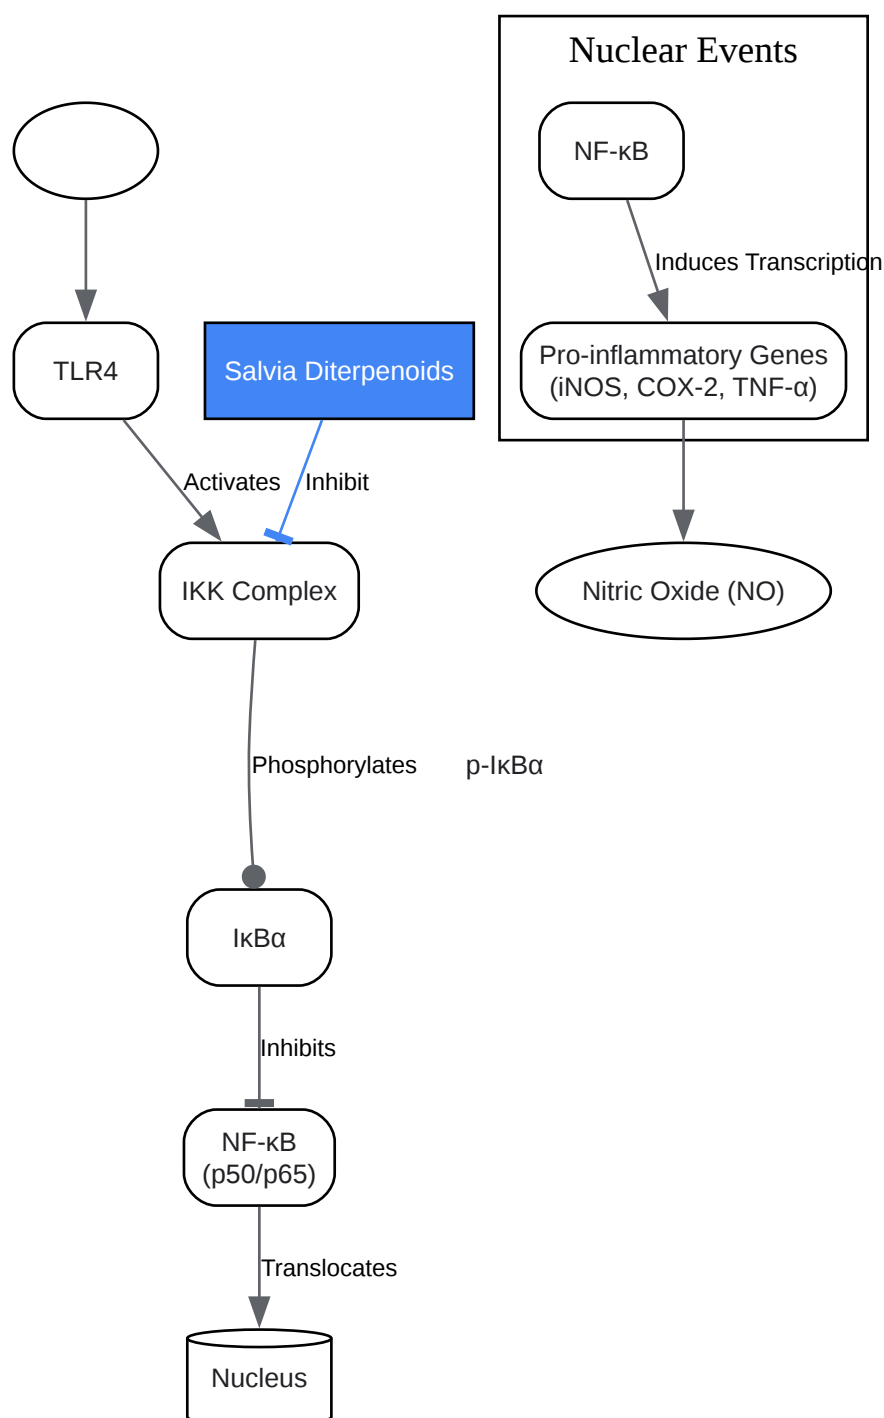 Nuclear Events
NF-κB
Induces Transcription
TLR4
Salvia Diterpenoids
Pro-inflammatory Genes
(iNOS, COX-2, TNF-α)
Activates
Inhibit
IKK Complex
Nitric Oxide (NO)
Phosphorylates
p-IκBα
IκBα
Inhibits
NF-κB
(p50/p65)
Translocates
Nucleus